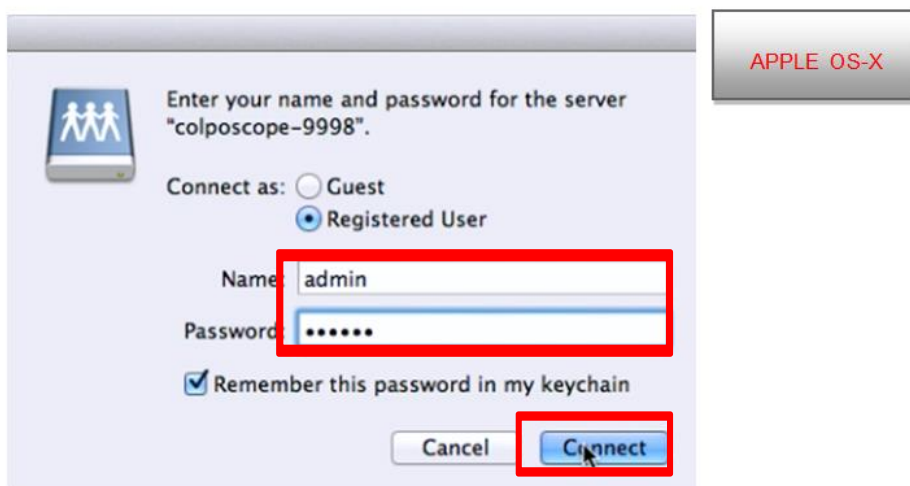 APPLE OS-X
Enter your name and password for the server
"colposcope-9998".
Connect as: Guest
Registered User
Name: admin
Password: ••••••
Remember this password in my keychain
Cancel Connect